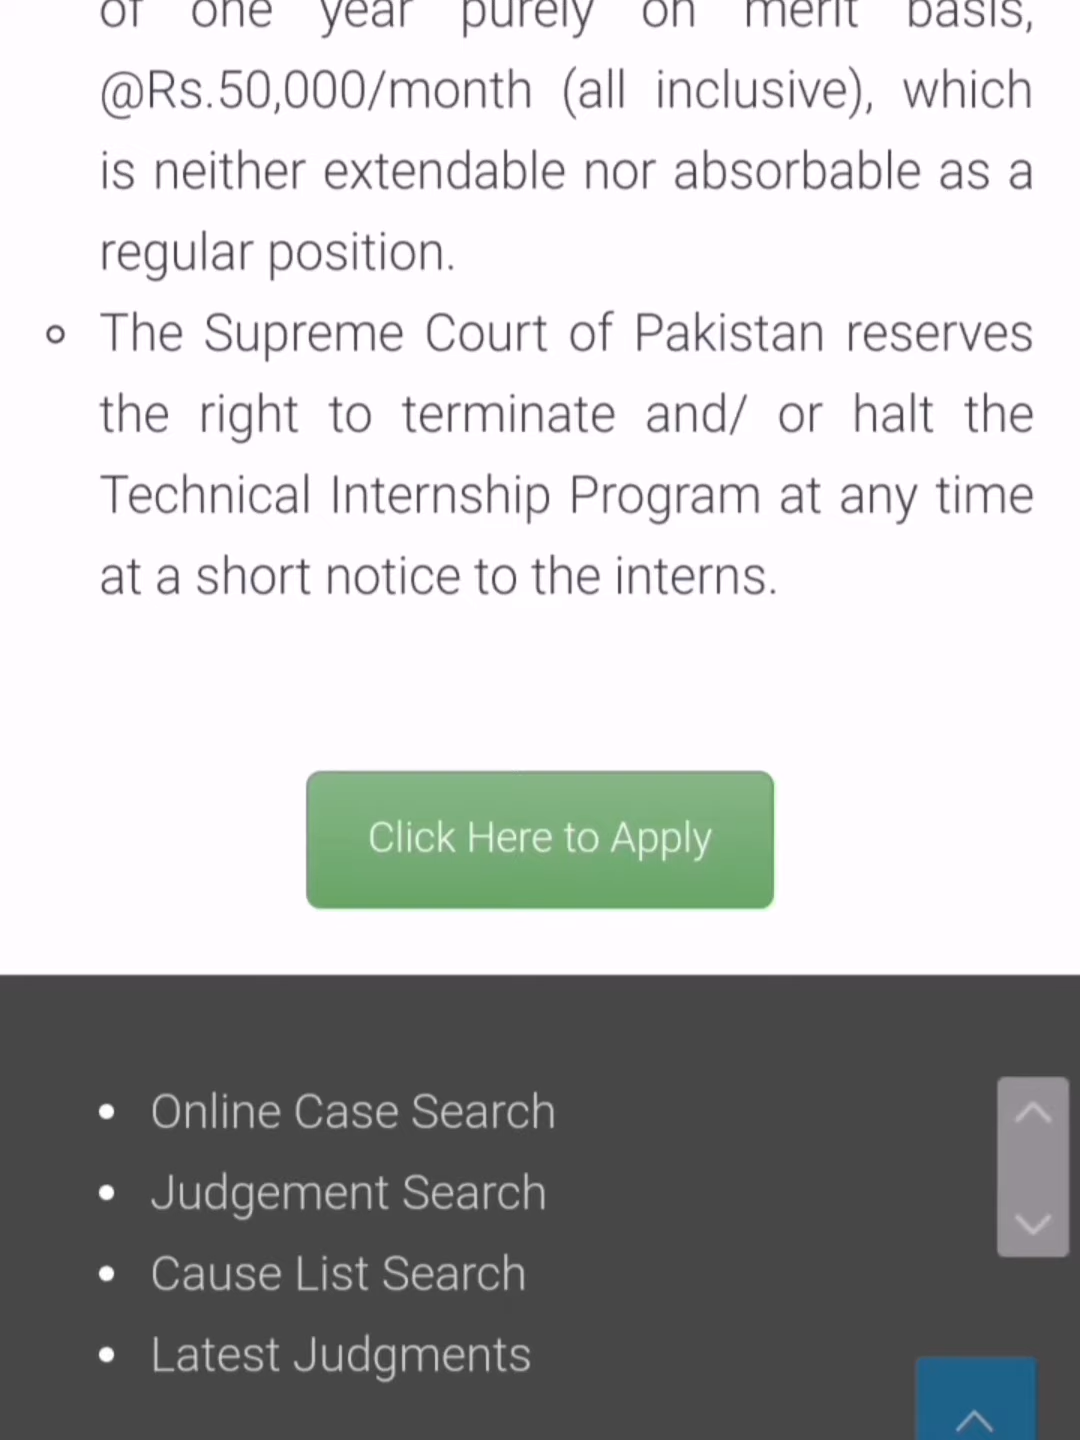 of one year purely on merit basis,
@Rs.50,000/month (all inclusive), which
is neither extendable nor absorbable as a
regular position.
The Supreme Court of Pakistan reserves
the right to terminate and/ or halt the
Technical Internship Program at any time
at a short notice to the interns.
Click Here to Apply
Online Case Search
Judgement Search
Cause List Search
Latest Judgments